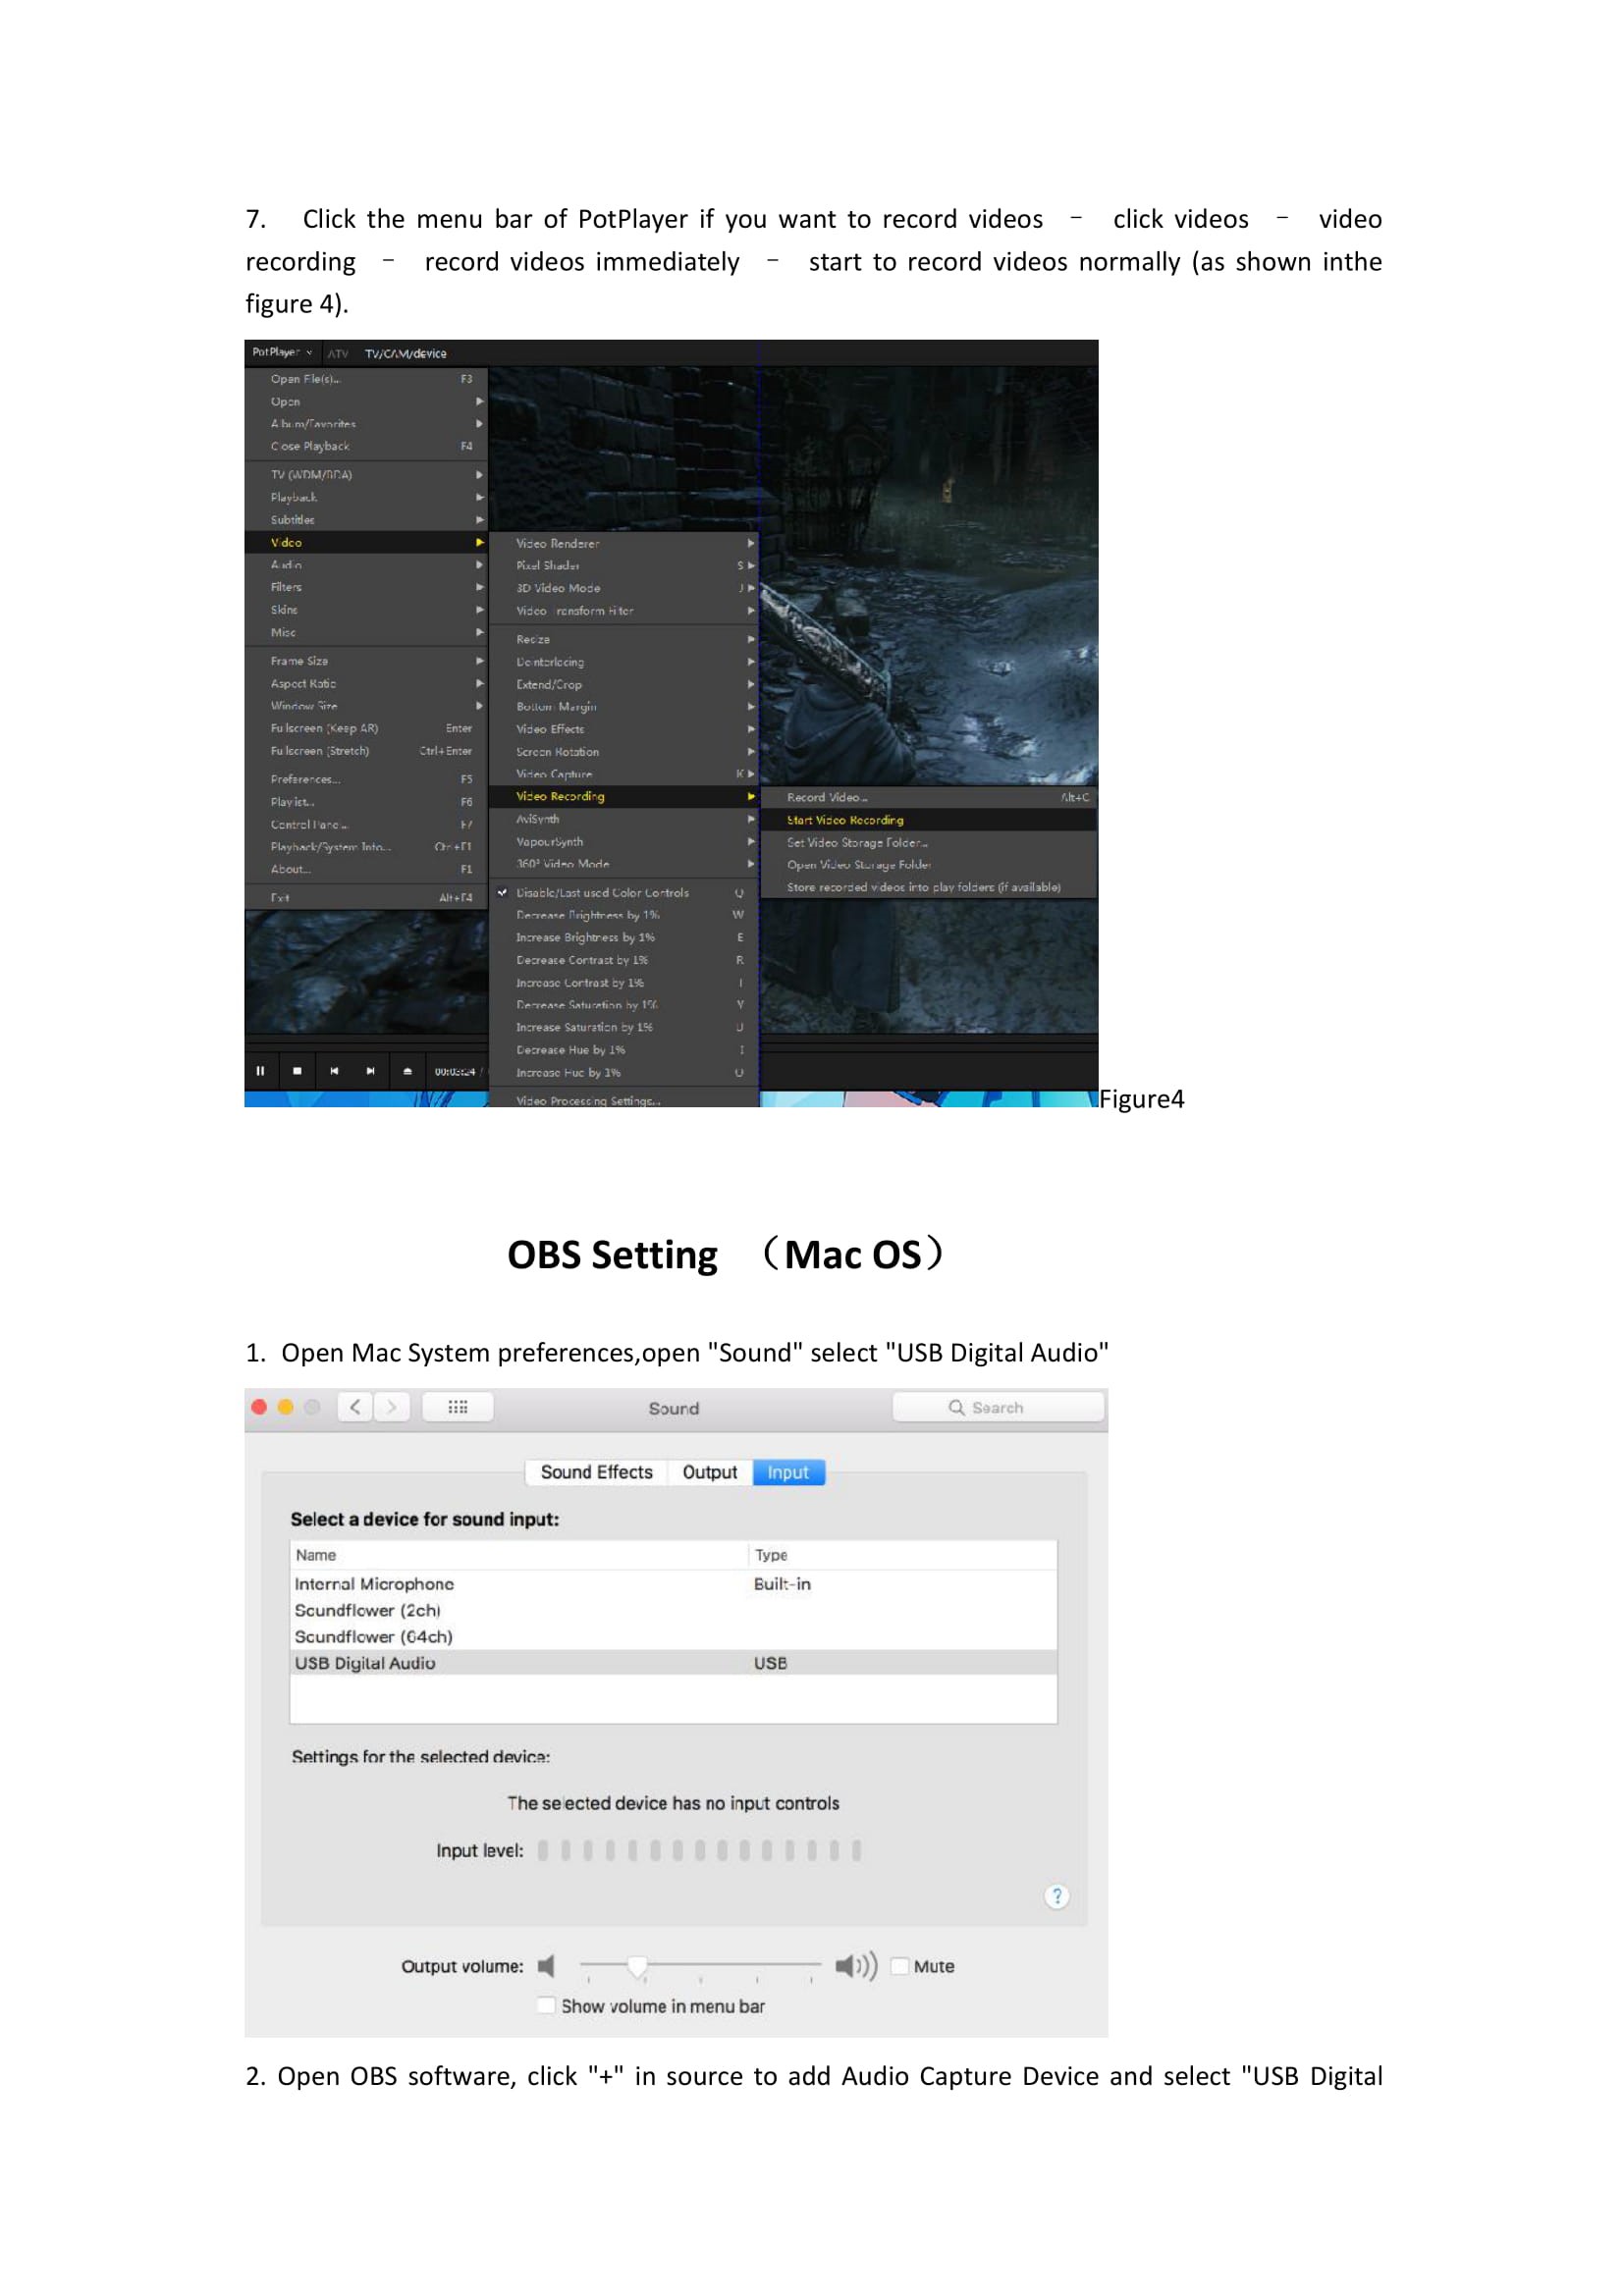 7. Click the menu bar of PotPlayer if you want to record videos – click videos – video
recording – record videos immediately – start to record videos normally (as shown inthe
figure 4).
PotPlayer ATV TV/CAM/device
Open File(s)... F3
Open
Album/Favorites
Close Playback F4
TV (WDM/BDA)
Playback
Subtitles
Video
Audio
Filters
Skins
Misc
Frame Size
Aspect Ratio
Window Size
Fullscreen (Keep AR) Enter
Fullscreen (Stretch) Ctrl+Enter
Preferences... F5
Playlist... F6
Control Panel... F7
Playback/System Info... Ctrl+F1
About... F1
Exit Alt+F4
Video Renderer
Pixel Shader S
3D Video Mode J
Video Transform Filter
Resize
Deinterlacing
Extend/Crop
Bottom Margin
Video Effects
Screen Rotation
Video Capture K
Video Recording
AviSynth
VapourSynth
360° Video Mode
Disable/Last used Color Controls Q
Decrease Brightness by 1% W
Increase Brightness by 1% E
Decrease Contrast by 1% R
Increase Contrast by 1%
Decrease Saturation by 1%
Increase Saturation by 1% U
Decrease Hue by 1% I
Increase Hue by 1% O
Video Processing Settings...
Record Video... Alt+C
Start Video Recording
Set Video Storage Folder...
Open Video Storage Folder
Store recorded videos into play folders (if available)
00:03:24 /
Figure4
OBS Setting （Mac OS）
1. Open Mac System preferences,open "Sound" select "USB Digital Audio"
Sound
Search
Sound Effects Output Input
Select a device for sound input:
Name Type
Internal Microphone Built-in
Soundflower (2ch)
Soundflower (64ch)
USB Digital Audio USB
Settings for the selected device:
The selected device has no input controls
Input level:
?
Output volume: Mute
Show volume in menu bar
2. Open OBS software, click "+" in source to add Audio Capture Device and select "USB Digital